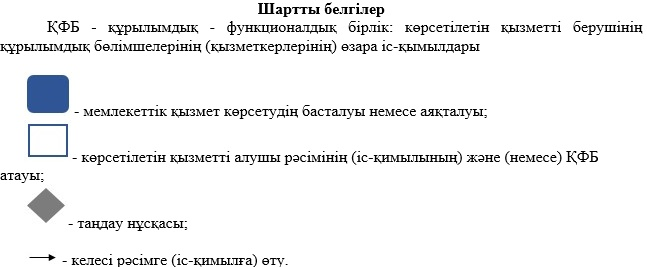 Шартты белгілер
ҚФБ - құрылымдық - функционалдық бірлік: көрсетілетін қызметті берушінің
құрылымдық бөлімшелерінің (қызметкерлерінің) өзара іс-қымылдары
- мемлекеттік қызмет көрсетудің басталуы немесе аяқталуы;
- көрсетілетін қызметті алушы рәсімінің (іс-қимылының) және (немесе) ҚФБ
атауы;
- таңдау нұсқасы;
- келесі рәсімге (іс-қимылға) өту.